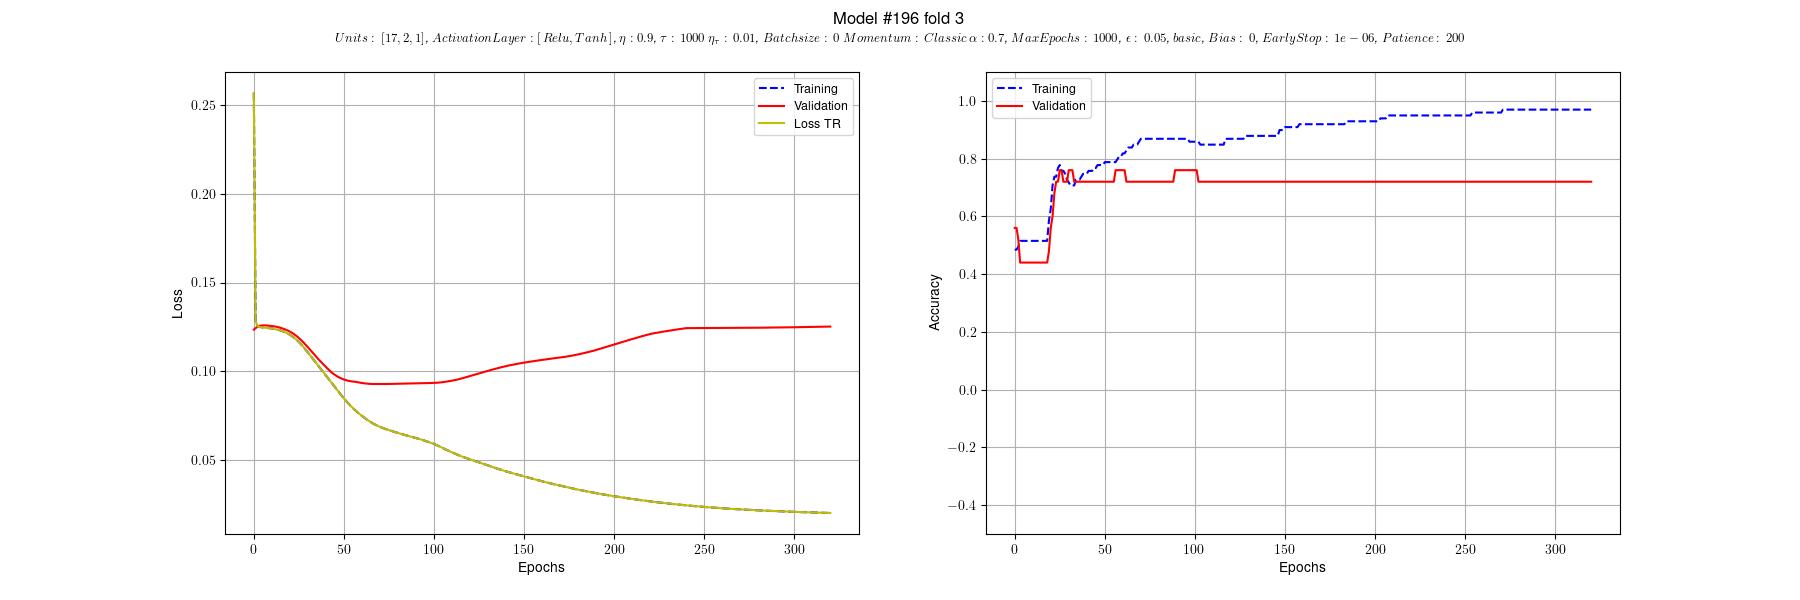 Model #196 fold 3
Units : [17, 2, 1], ActivationLayer : [Relu, Tanh], η : 0.9, τ : 1000 η_τ : 0.01, Batchsize : 0 Momentum : Classic α : 0.7, MaxEpochs : 1000, ϵ : 0.05, basic, Bias : 0, EarlyStop : 1e − 06, Patience : 200
Training
Validation
Loss TR
0.25
0.20
0.15
0.10
0.05
Loss
0 50 100 150 200 250 300
Epochs
Training
Validation
1.0
0.8
0.6
0.4
0.2
0.0
−0.2
−0.4
Accuracy
0 50 100 150 200 250 300
Epochs